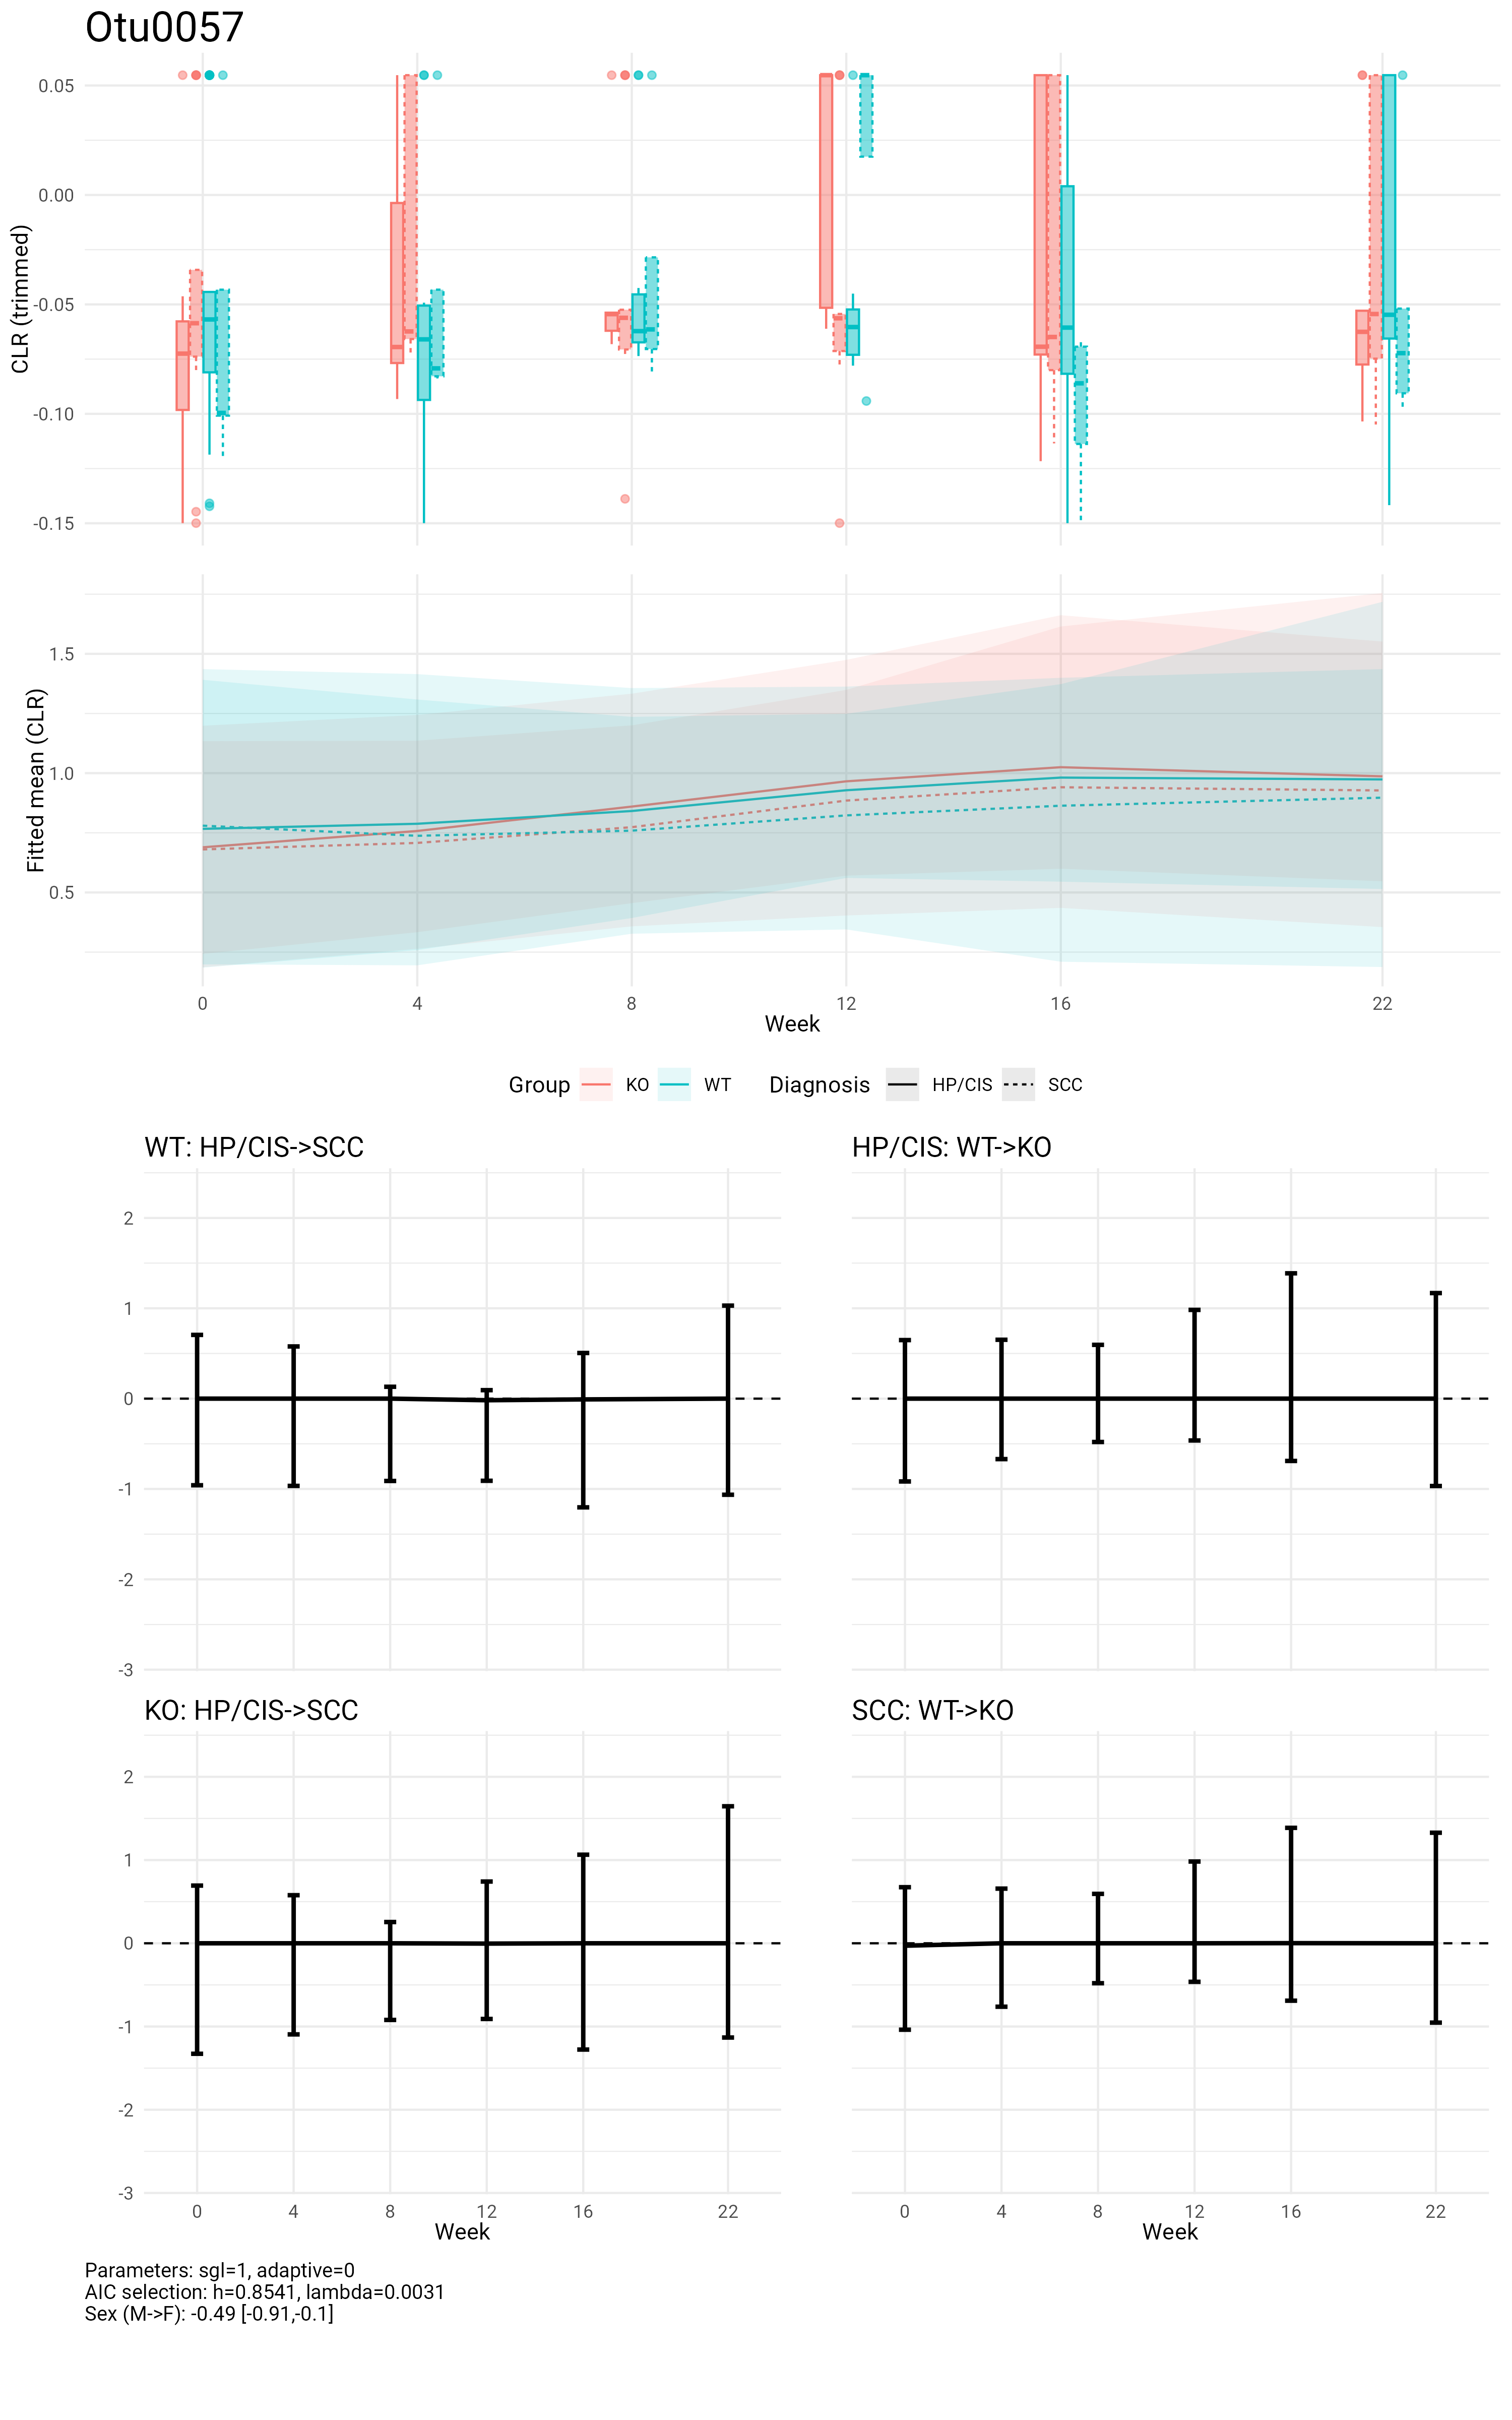 Otu0057
CLR (trimmed)
0.05
0.00
-0.05
-0.10
-0.15
Fitted mean (CLR)
1.5
1.0
0.5
0 4 8 12 16 22
Week
Group KO WT Diagnosis HP/CIS SCC
WT: HP/CIS->SCC
2
1
0
-1
-2
-3
HP/CIS: WT->KO
KO: HP/CIS->SCC
2
1
0
-1
-2
-3
0 4 8 12 16 22
Week
SCC: WT->KO
0 4 8 12 16 22
Week
Parameters: sgl=1, adaptive=0
AIC selection: h=0.8541, lambda=0.0031
Sex (M->F): -0.49 [-0.91,-0.1]